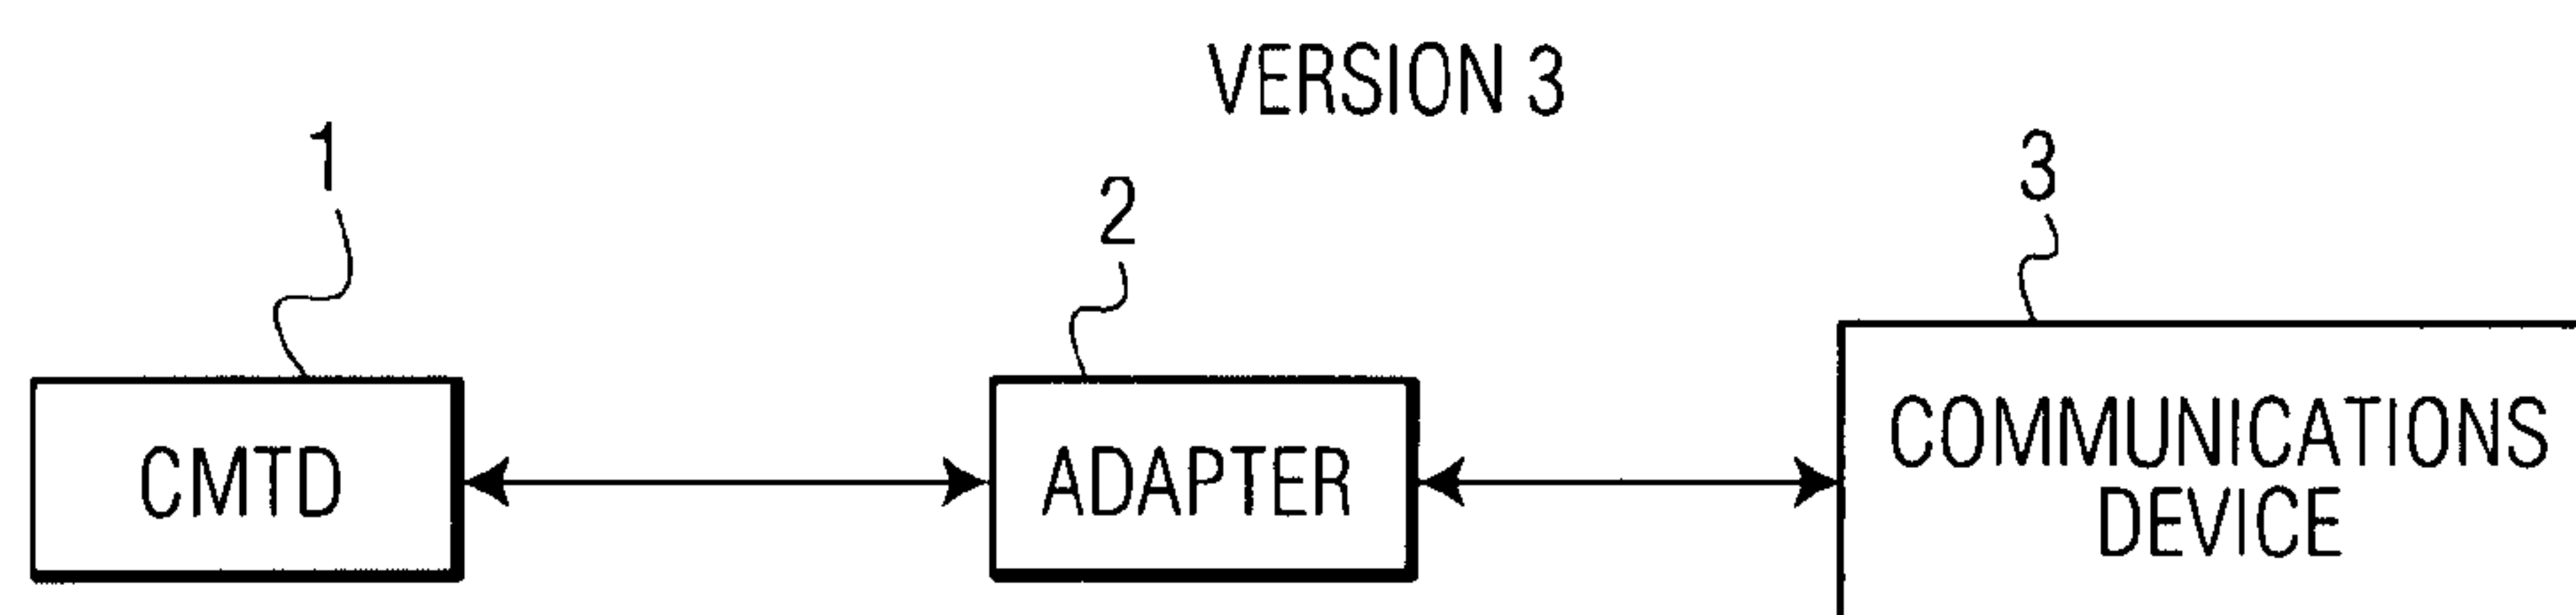 VERSION 3
1
2
3
CMTD
ADAPTER
COMMUNICATIONS
DEVICE